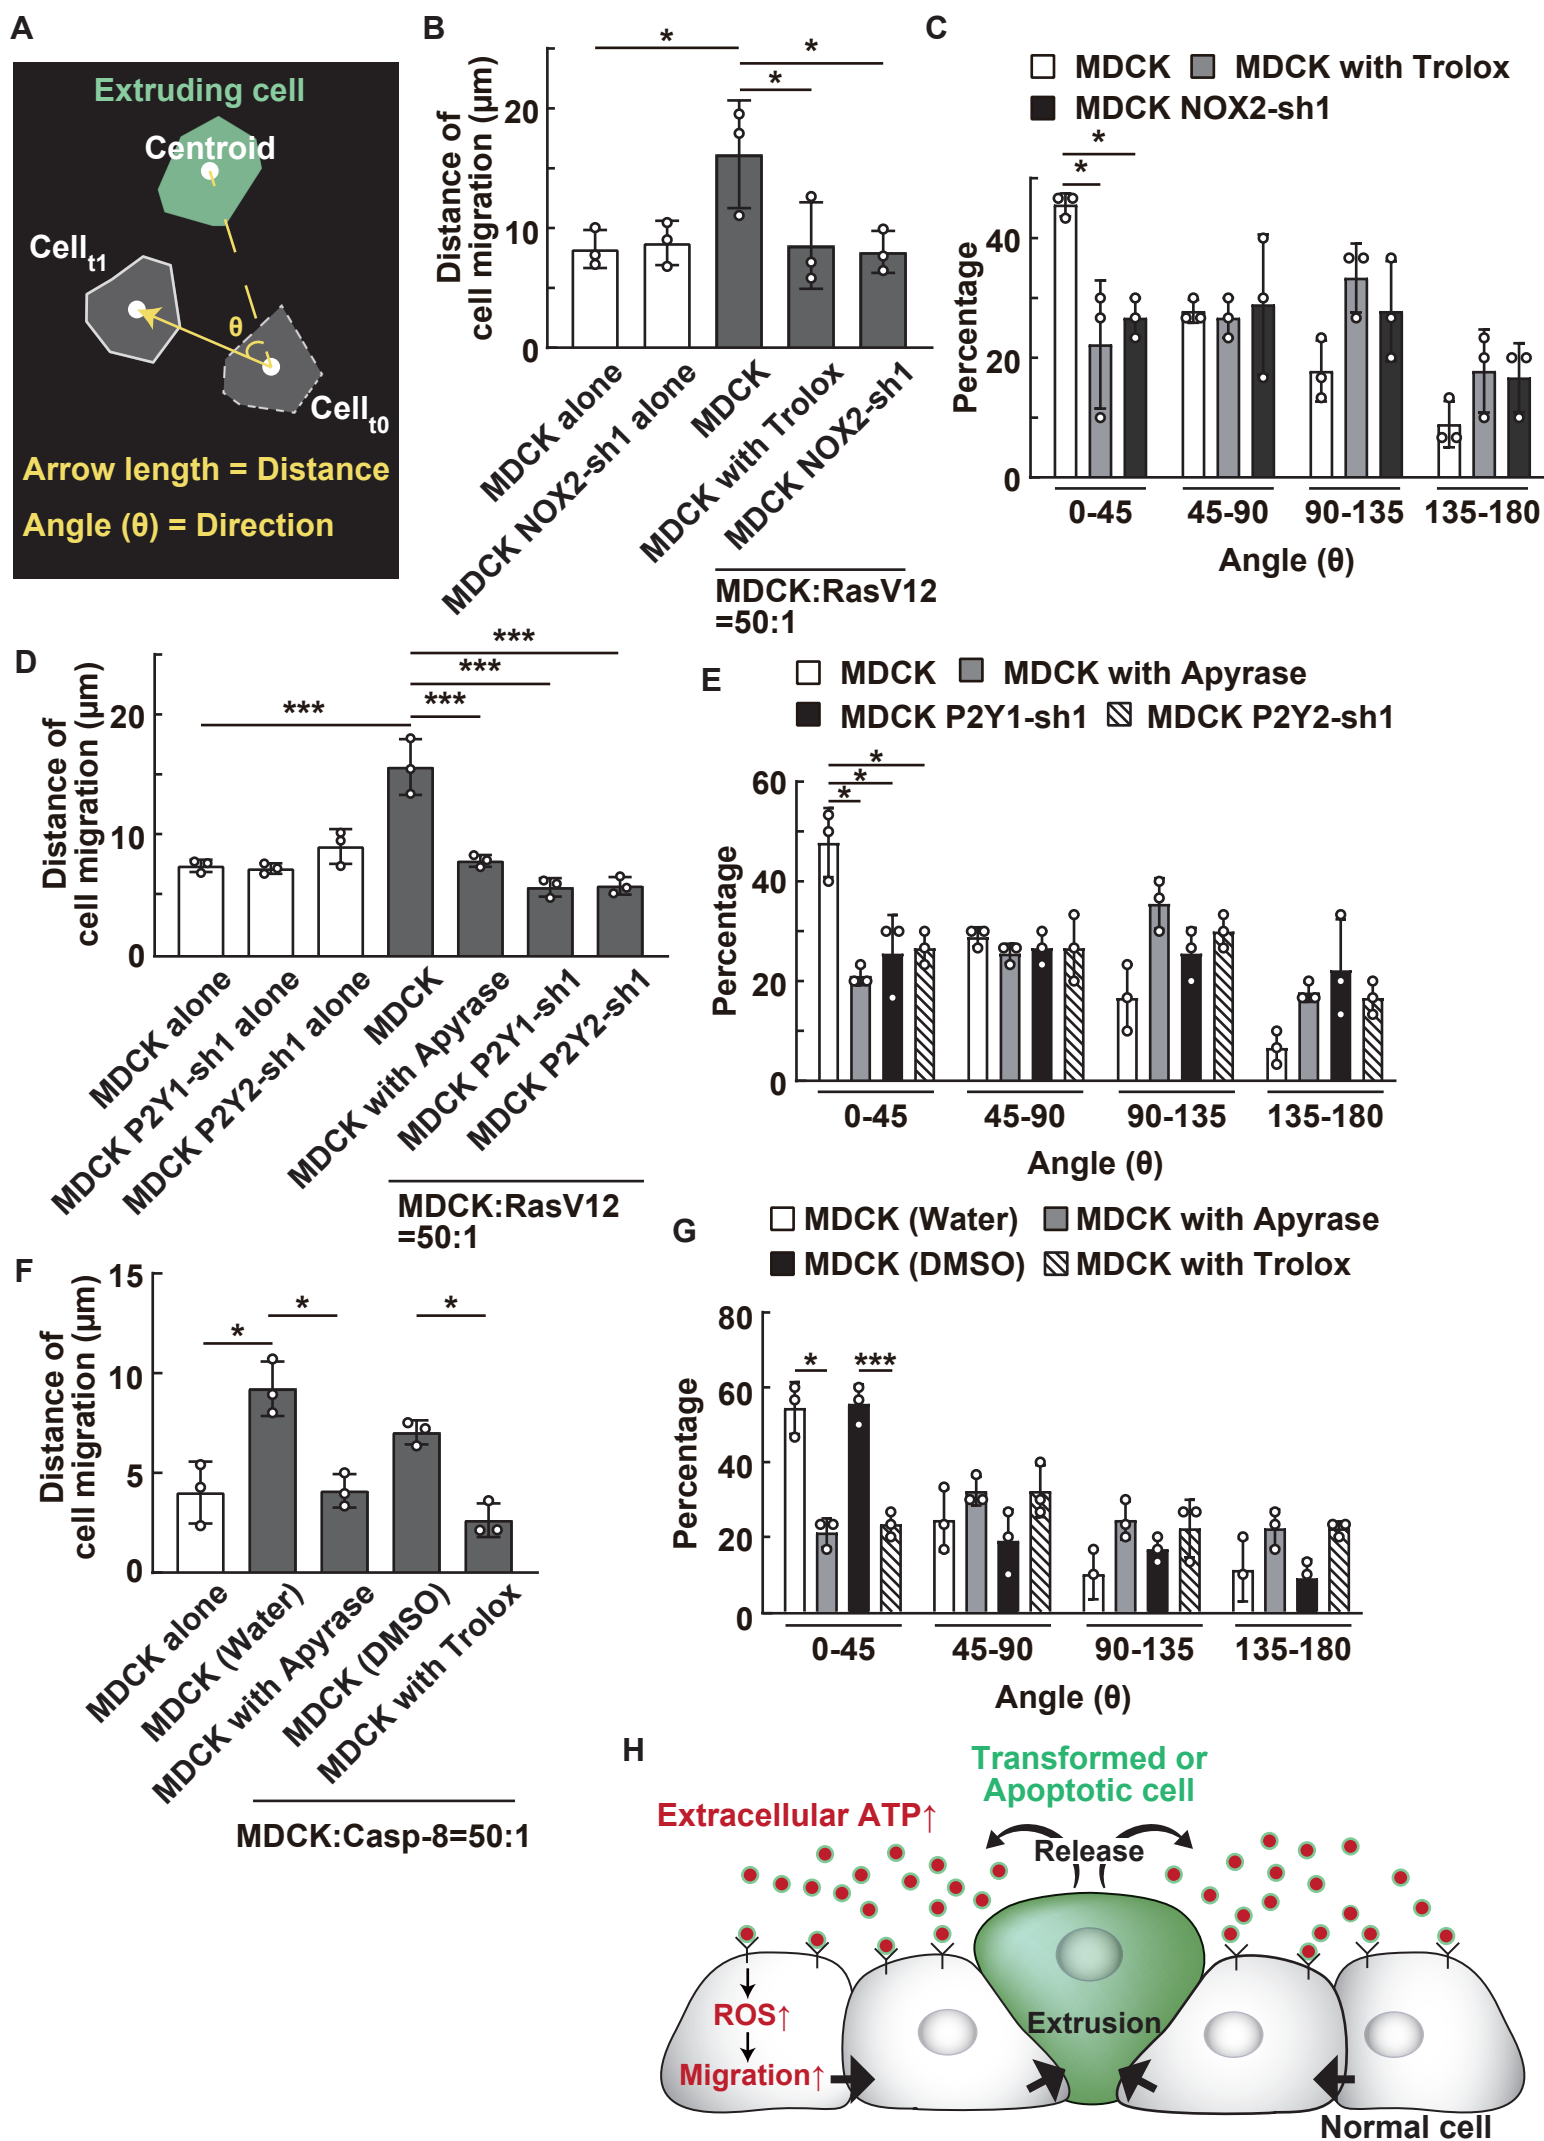 A
Extruding cell
Centroid
Cellt1
θ
Cellt0
Arrow length = Distance
Angle (θ) = Direction
B
Distance of
cell migration (μm)
20
10
0
*
*
*
MDCK alone
MDCK NOX2-sh1 alone
MDCK
MDCK with Trolox
MDCK NOX2-sh1
MDCK:RasV12
=50:1
C
MDCK
MDCK with Trolox
MDCK NOX2-sh1
*
*
Percentage
40
20
0
0-45
45-90
90-135
135-180
Angle (θ)
D
Distance of
cell migration (μm)
20
10
0
***
***
***
***
MDCK alone
MDCK P2Y1-sh1 alone
MDCK P2Y2-sh1 alone
MDCK
MDCK with Apyrase
MDCK P2Y1-sh1
MDCK P2Y2-sh1
MDCK:RasV12
=50:1
E
MDCK
MDCK with Apyrase
MDCK P2Y1-sh1
MDCK P2Y2-sh1
*
*
*
Percentage
60
40
20
0
0-45
45-90
90-135
135-180
Angle (θ)
F
Distance of
cell migration (μm)
15
10
5
0
*
*
*
MDCK alone
MDCK (Water)
MDCK with Apyrase
MDCK (DMSO)
MDCK with Trolox
MDCK:Casp-8=50:1
G
MDCK (Water)
MDCK with Apyrase
MDCK (DMSO)
MDCK with Trolox
*
***
Percentage
80
60
40
20
0
0-45
45-90
90-135
135-180
Angle (θ)
H
Transformed or
Apoptotic cell
Extracellular ATP↑
Release
ROS↑
Extrusion
Migration↑
Normal cell